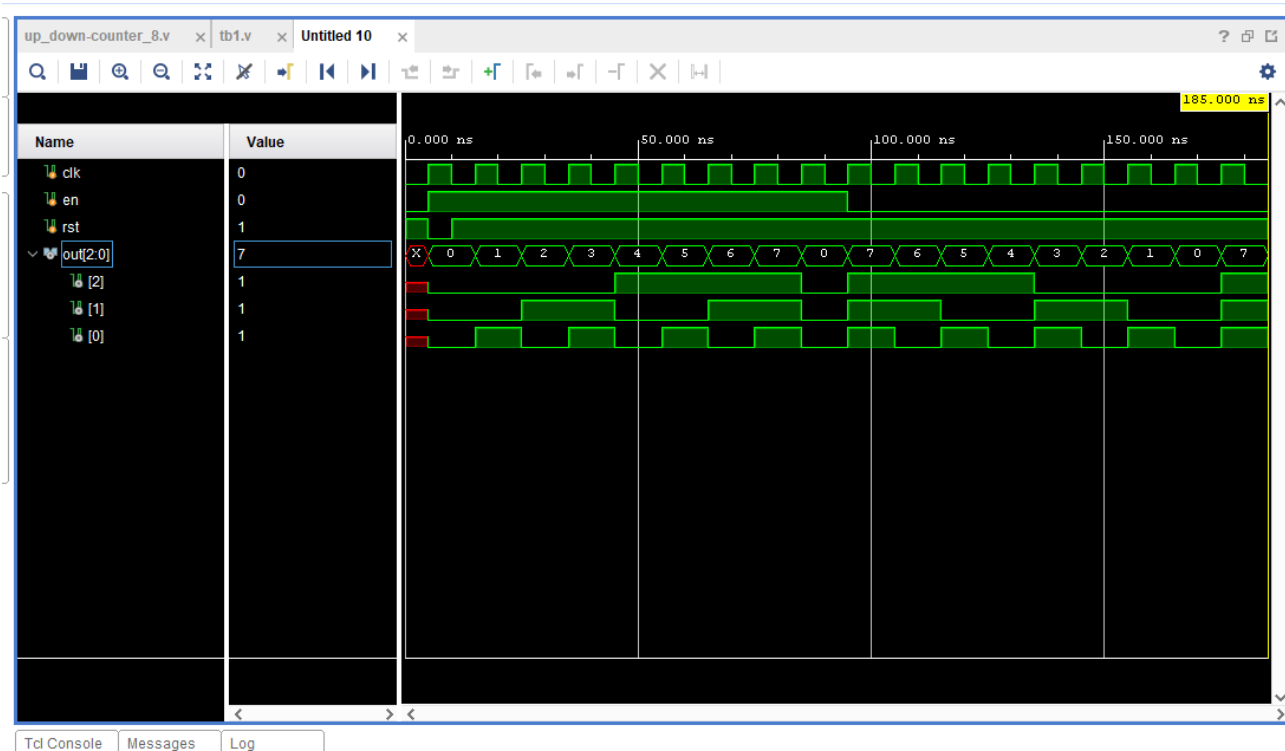 up_down-counter_8.v × tb1.v × Untitled 10 ×
?
185.000 ns
Name Value
0.000 ns 50.000 ns 100.000 ns 150.000 ns
clk 0
en 0
rst 1
out[2:0] 7 X 0 1 2 3 4 5 6 7 0 7 6 5 4 3 2 1 0 7
[2] 1
[1] 1
[0] 1
Tcl Console Messages Log